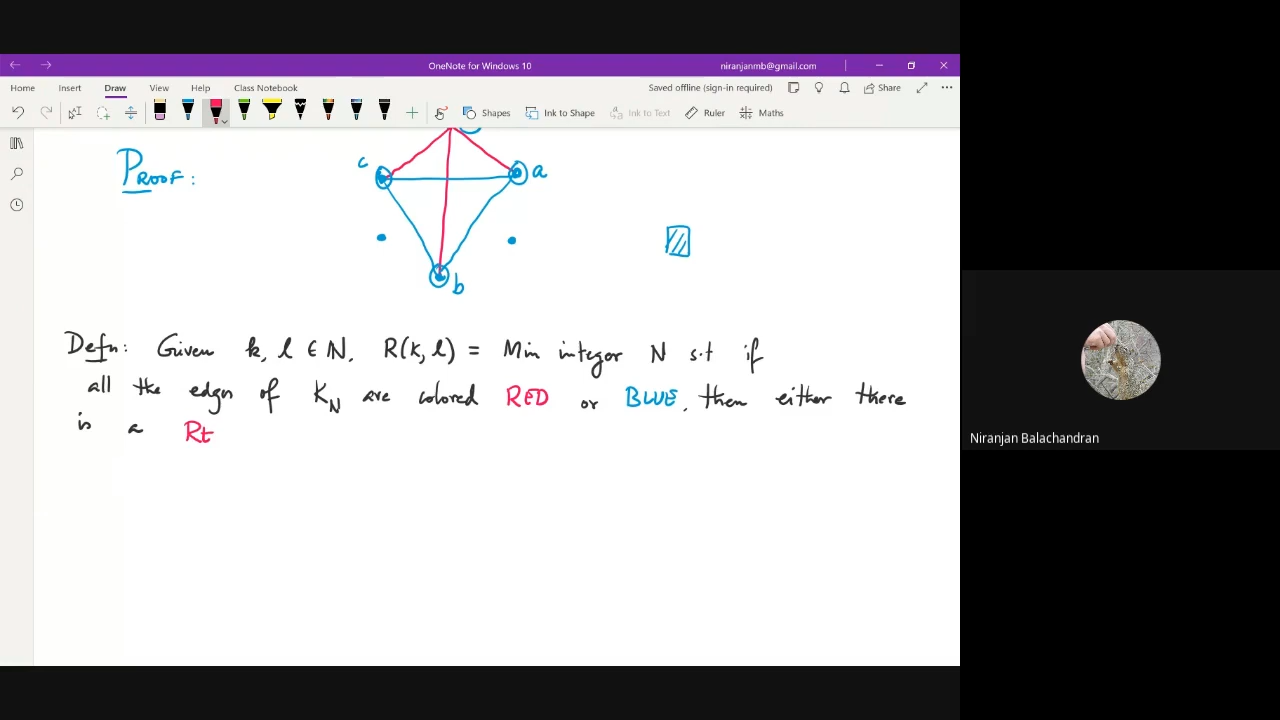 OneNote for Windows 10
niranjanmb@gmail.com
Home Insert Draw View Help Class Notebook
Saved offline (sign-in required)
Share
Shapes Ink to Shape Ink to Text Ruler Maths
PROOF:
c
a
b
Defn: Given k, l ∈ N, R(k, l) = Min integer N s.t if
all the edges of K_N are colored RED or BLUE, then either there
is a Rt
Niranjan Balachandran